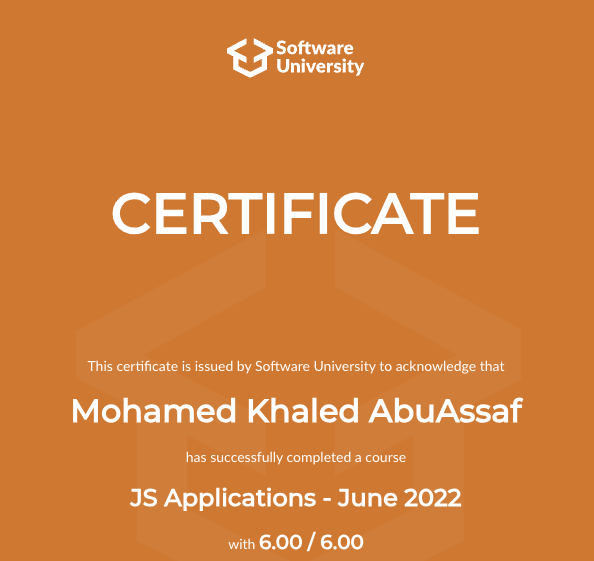 Software
University
CERTIFICATE
This certificate is issued by Software University to acknowledge that
Mohamed Khaled AbuAssaf
has successfully completed a course
JS Applications - June 2022
with 6.00 / 6.00